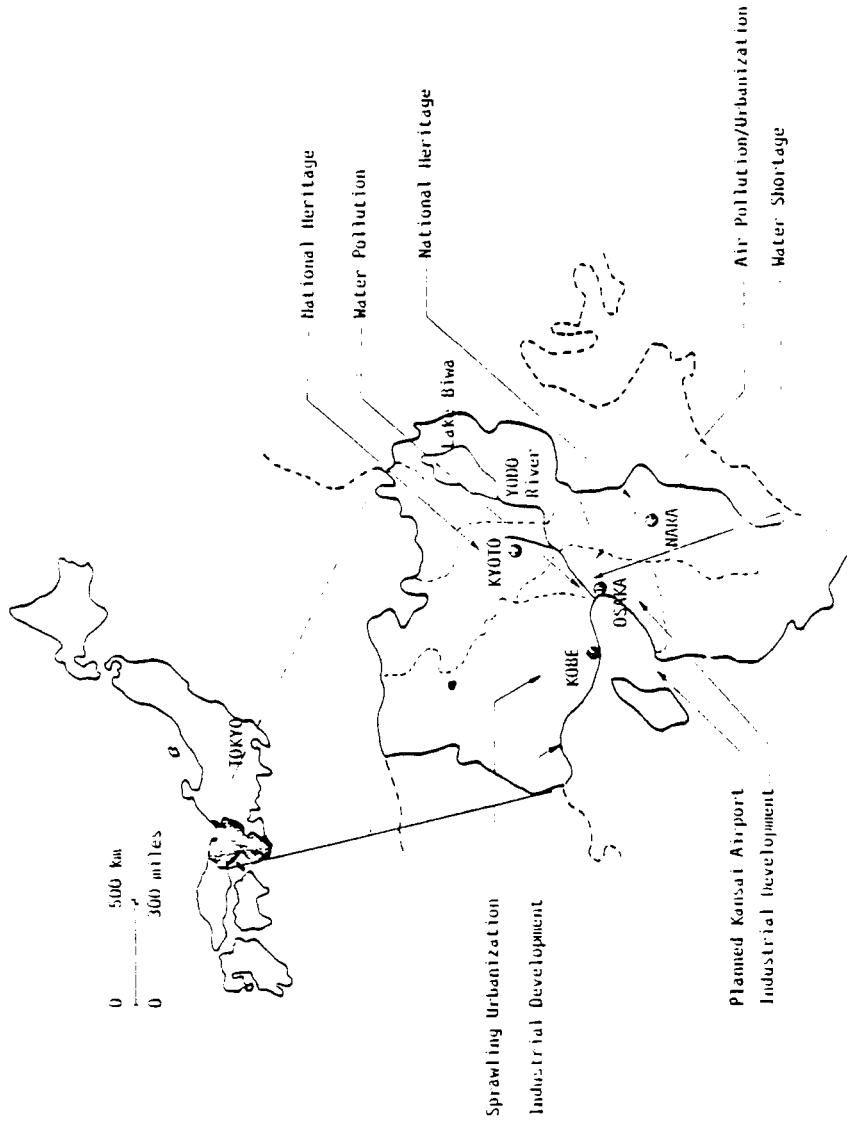 0 500 km
0 300 miles
TOKYO
National Heritage
Water Pollution
National Heritage
Lake Biwa
YODO
River
KYOTO
KOBE
OSAKA
NARA
Sprawling Urbanization
Industrial Development
Planned Kansai Airport
Industrial Development
Air Pollution/Urbanization
Water Shortage